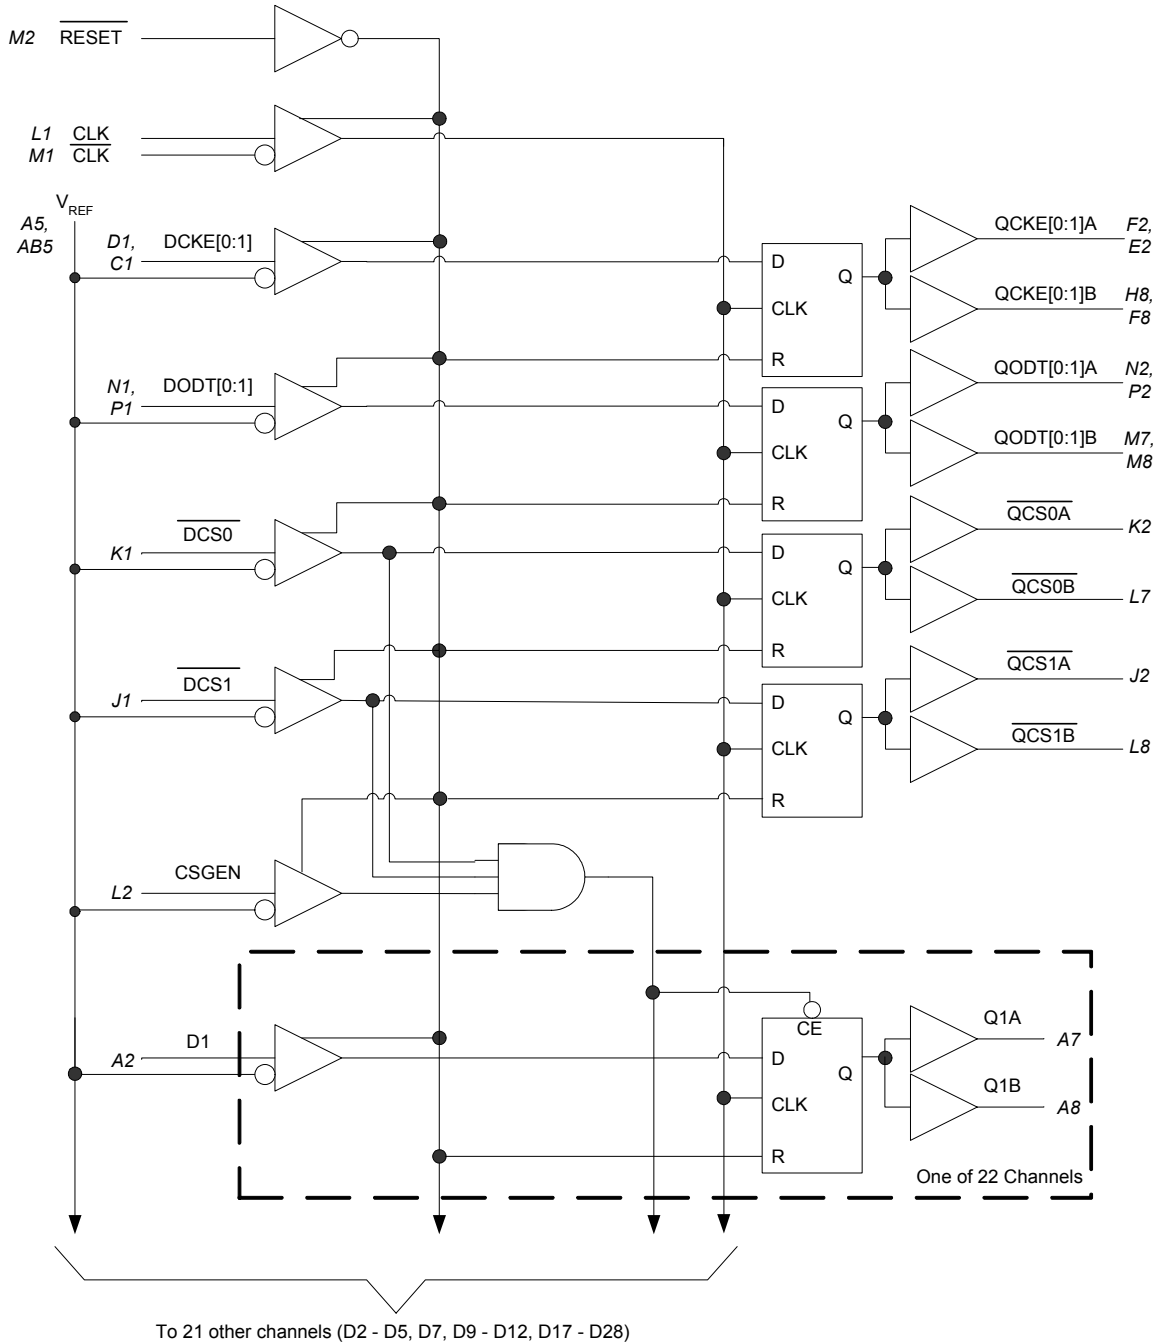 M2 RESET
L1 CLK
M1 CLK
VREF
A5,
AB5
D1,
C1
DCKE[0:1]
D
Q
CLK
R
QCKE[0:1]A
F2,
E2
QCKE[0:1]B
H8,
F8
N1,
P1
DODT[0:1]
D
Q
CLK
R
QODT[0:1]A
N2,
P2
QODT[0:1]B
M7,
M8
K1
DCS0
D
Q
CLK
R
QCS0A
K2
QCS0B
L7
J1
DCS1
D
Q
CLK
R
QCS1A
J2
QCS1B
L8
L2
CSGEN
A2
D1
CE
D
Q
CLK
R
Q1A
A7
Q1B
A8
One of 22 Channels
To 21 other channels (D2 - D5, D7, D9 - D12, D17 - D28)